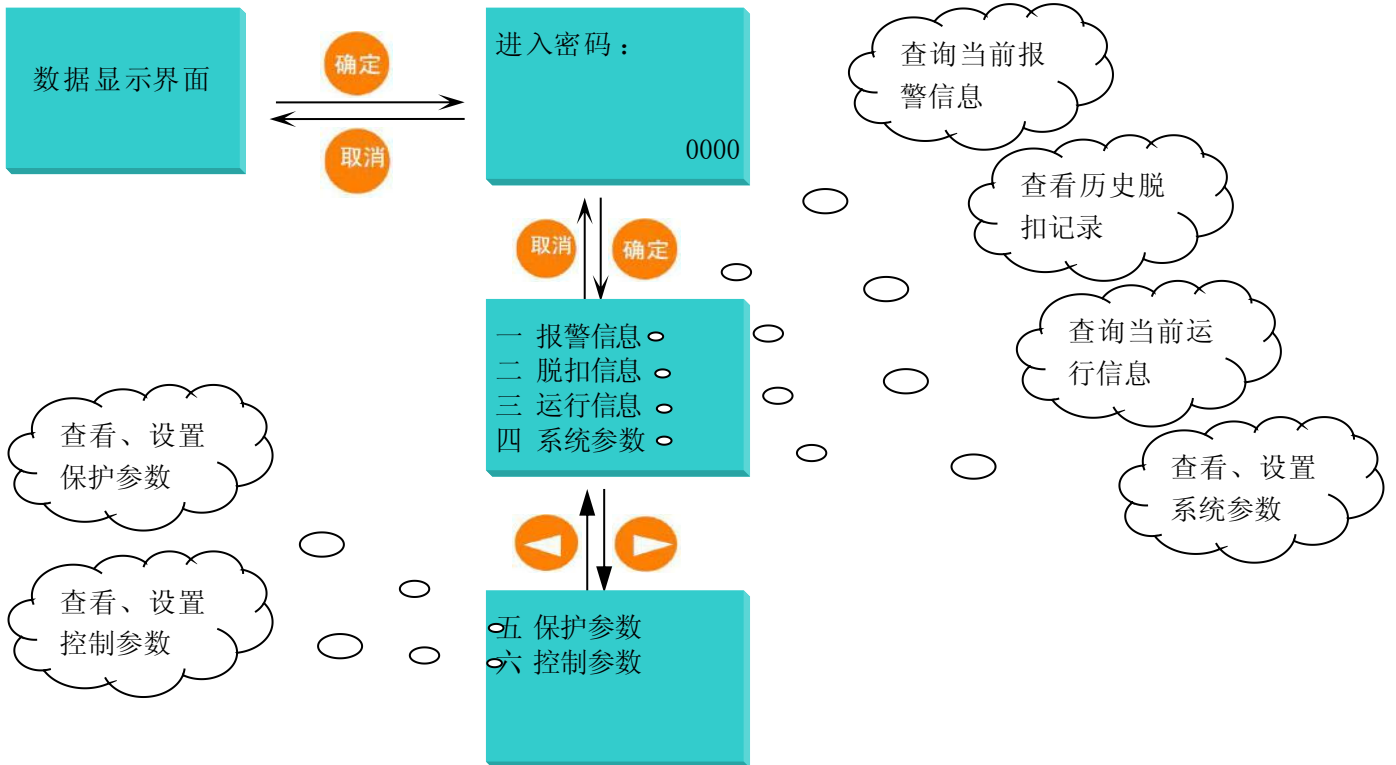 数据显示界面
确定
取消
进入密码：
0000
查询当前报
警信息
查看历史脱
扣记录
取消
确定
一 报警信息
二 脱扣信息
三 运行信息
四 系统参数
查询当前运
行信息
查看、设置
系统参数
查看、设置
保护参数
查看、设置
控制参数
五 保护参数
六 控制参数